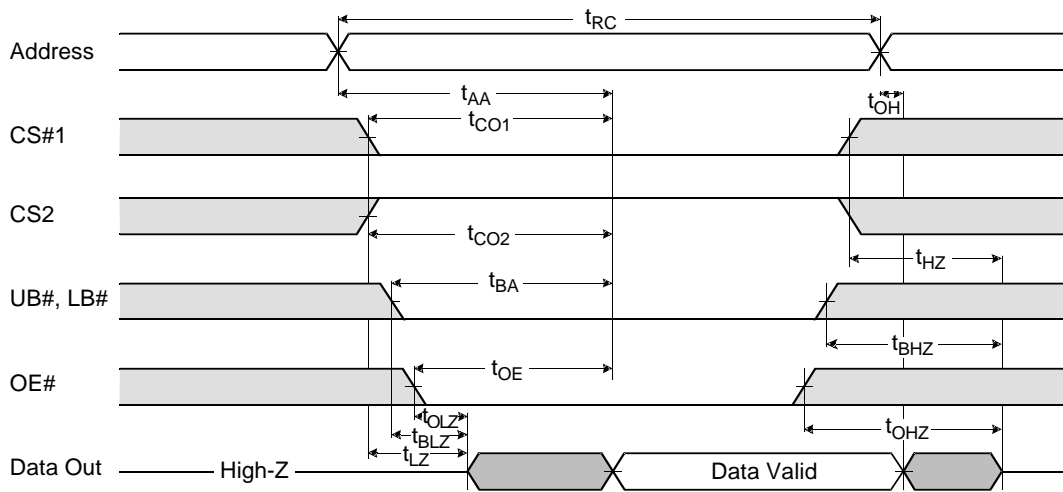 tRC
Address
tAA
tOH
CS#1
tCO1
CS2
tCO2
tHZ
UB#, LB#
tBA
tBHZ
OE#
tOE
tOLZ
tBLZ
tOHZ
tLZ
Data Out
High-Z
Data Valid